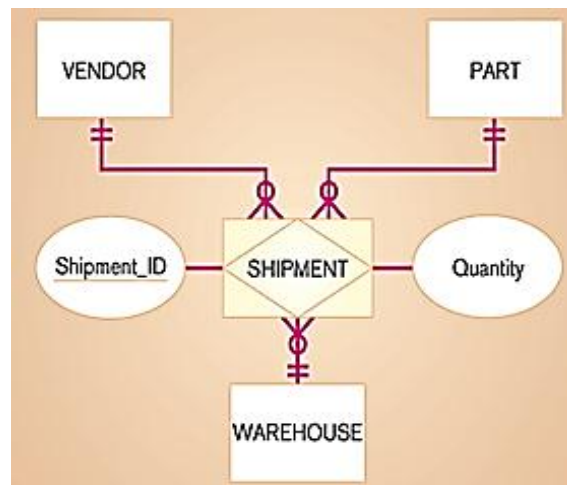 VENDOR
PART
Shipment_ID
SHIPMENT
Quantity
WAREHOUSE